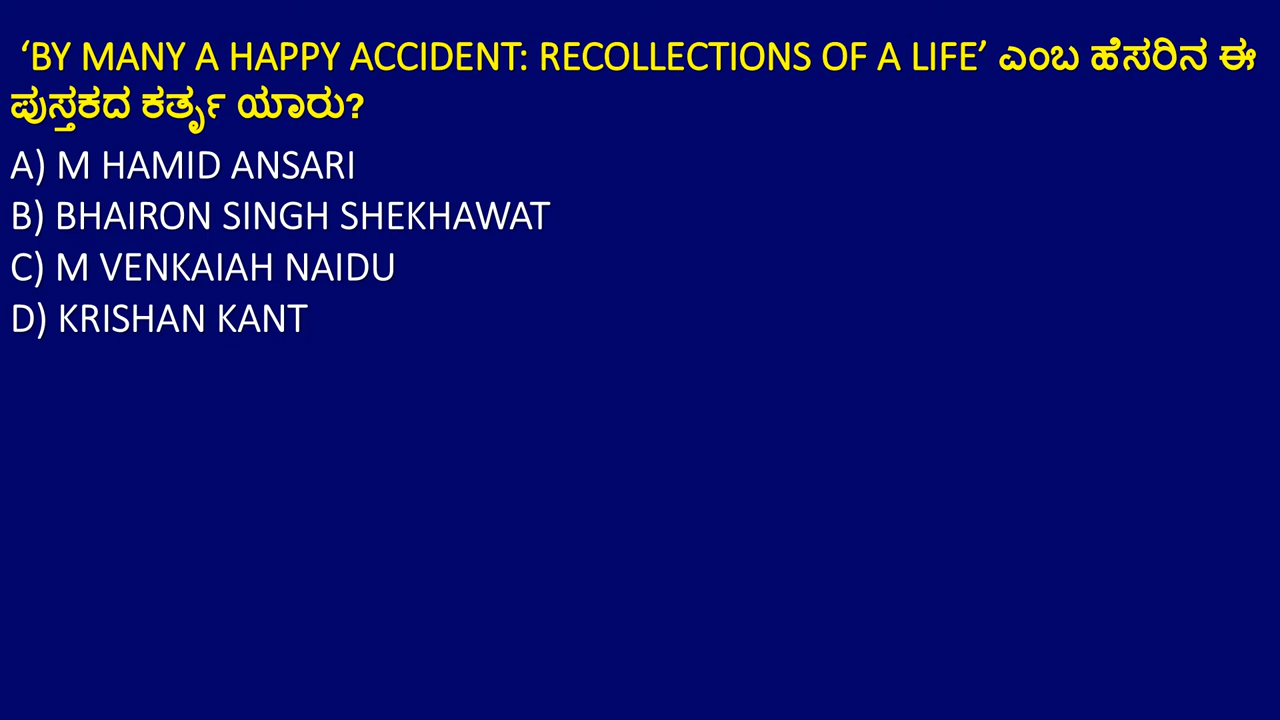 ‘BY MANY A HAPPY ACCIDENT: RECOLLECTIONS OF A LIFE’ ಎಂಬ ಹೆಸರಿನ ಈ
ಪುಸ್ತಕದ ಕರ್ತೃ ಯಾರು?
A) M HAMID ANSARI
B) BHAIRON SINGH SHEKHAWAT
C) M VENKAIAH NAIDU
D) KRISHAN KANT